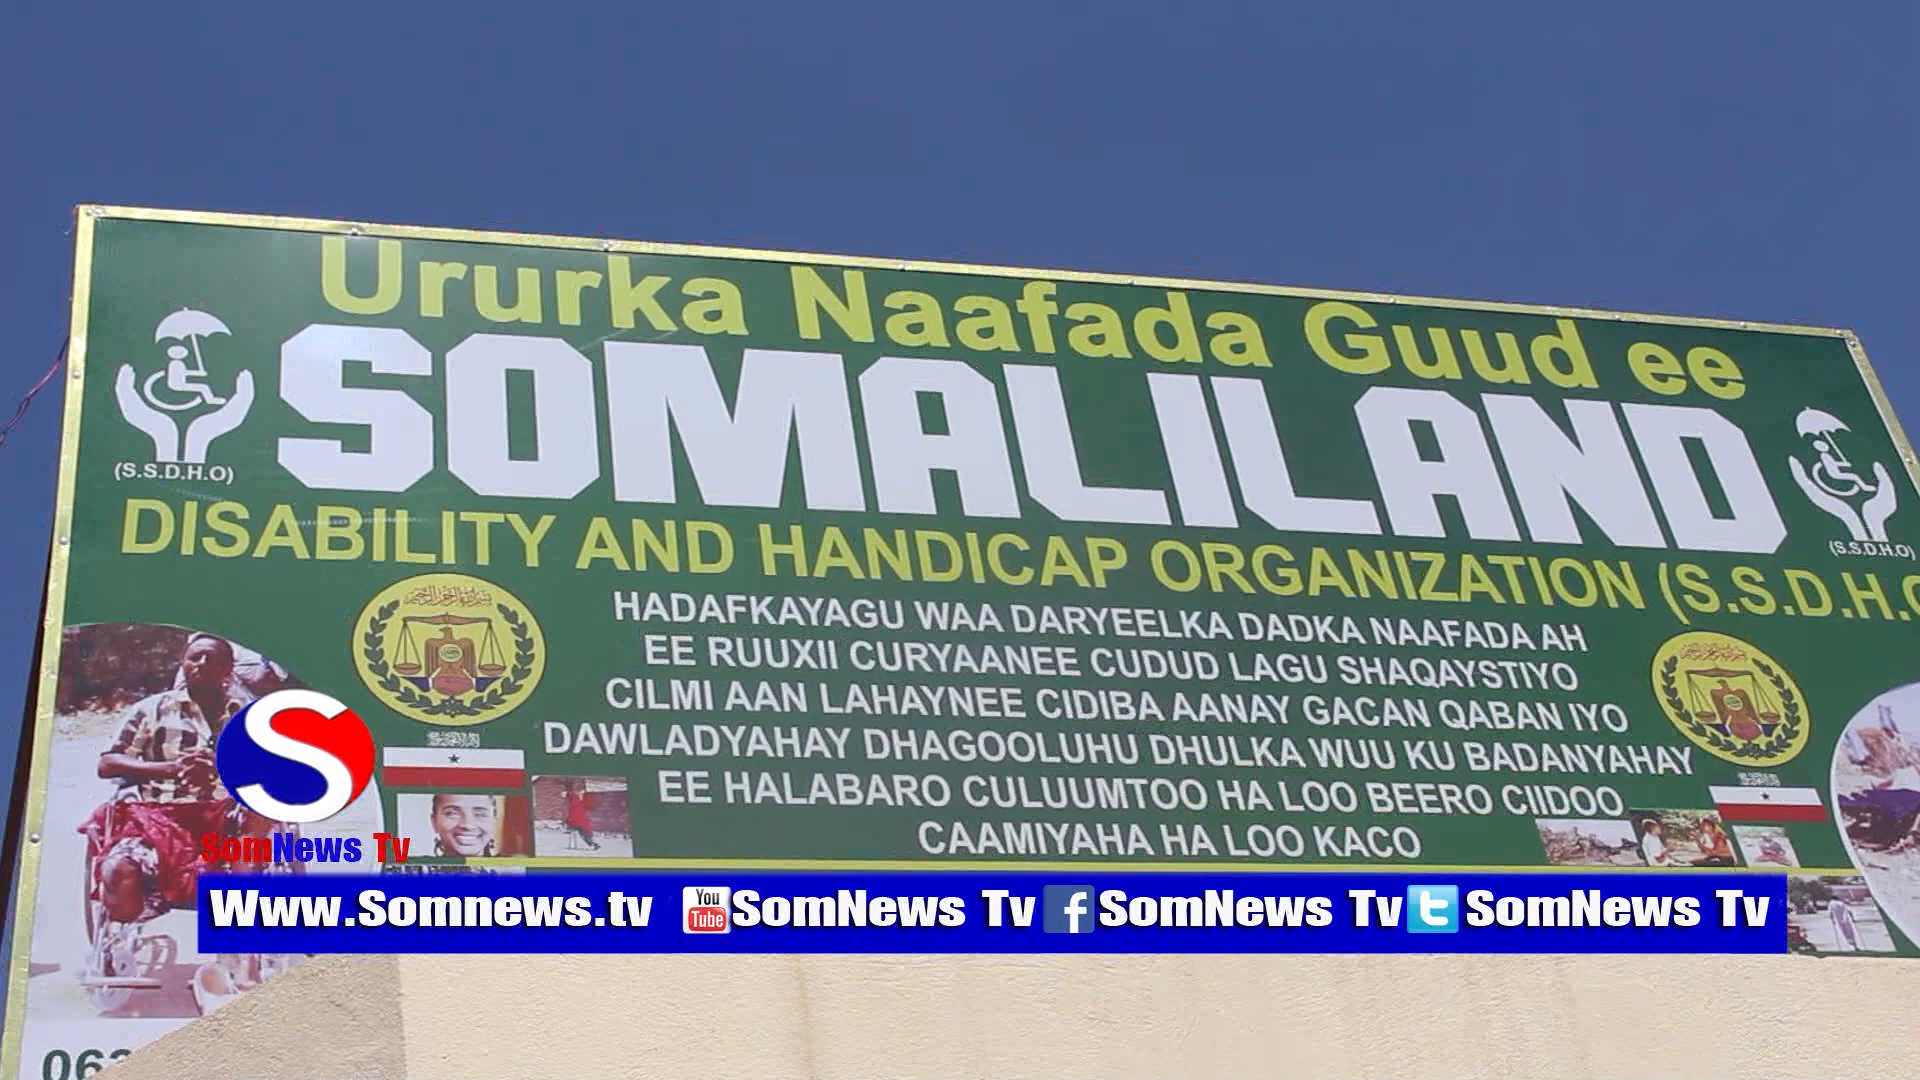 Ururka Naafada Guud ee
SOMALILAND
(S.S.D.H.O)
(S.S.D.H.O)
DISABILITY AND HANDICAP ORGANIZATION (S.S.D.H.O
HADAFKAYAGU WAA DARYEELKA DADKA NAAFADA AH
EE RUUXII CURYAANEE CUDUD LAGU SHAQAYSTIYO
CILMI AAN LAHAYNEE CIDIBA AANAY GACAN QABAN IYO
DAWLADYAHAY DHAGOOLUHU DHULKA WUU KU BADANYAHAY
EE HALABARO CULUUMTOO HA LOO BEERO CIIDOO
CAAMIYAHA HA LOO KACO
S
SomNews Tv
Www.Somnews.tv You Tube SomNews Tv f SomNews Tv t SomNews Tv